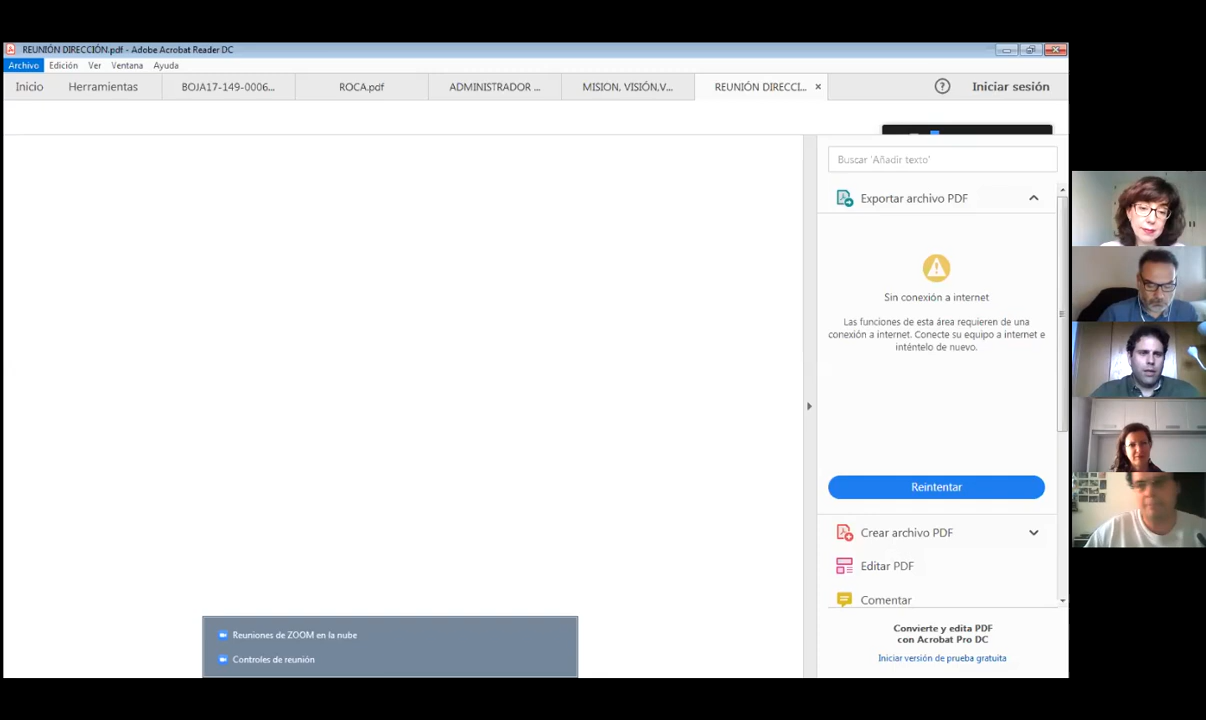 REUNIÓN DIRECCIÓN.pdf - Adobe Acrobat Reader DC
Archivo Edición Ver Ventana Ayuda
Inicio Herramientas BOJA17-149-0006... ROCA.pdf ADMINISTRADOR ... MISION, VISIÓN,V... REUNIÓN DIRECCI... × Iniciar sesión
Buscar 'Añadir texto'
Exportar archivo PDF
Sin conexión a internet
Las funciones de esta área requieren de una
conexión a internet. Conecte su equipo a internet e
inténtelo de nuevo.
Reintentar
Crear archivo PDF
Editar PDF
Comentar
Convierte y edita PDF
con Acrobat Pro DC
Iniciar versión de prueba gratuita
Reuniones de ZOOM en la nube
Controles de reunión